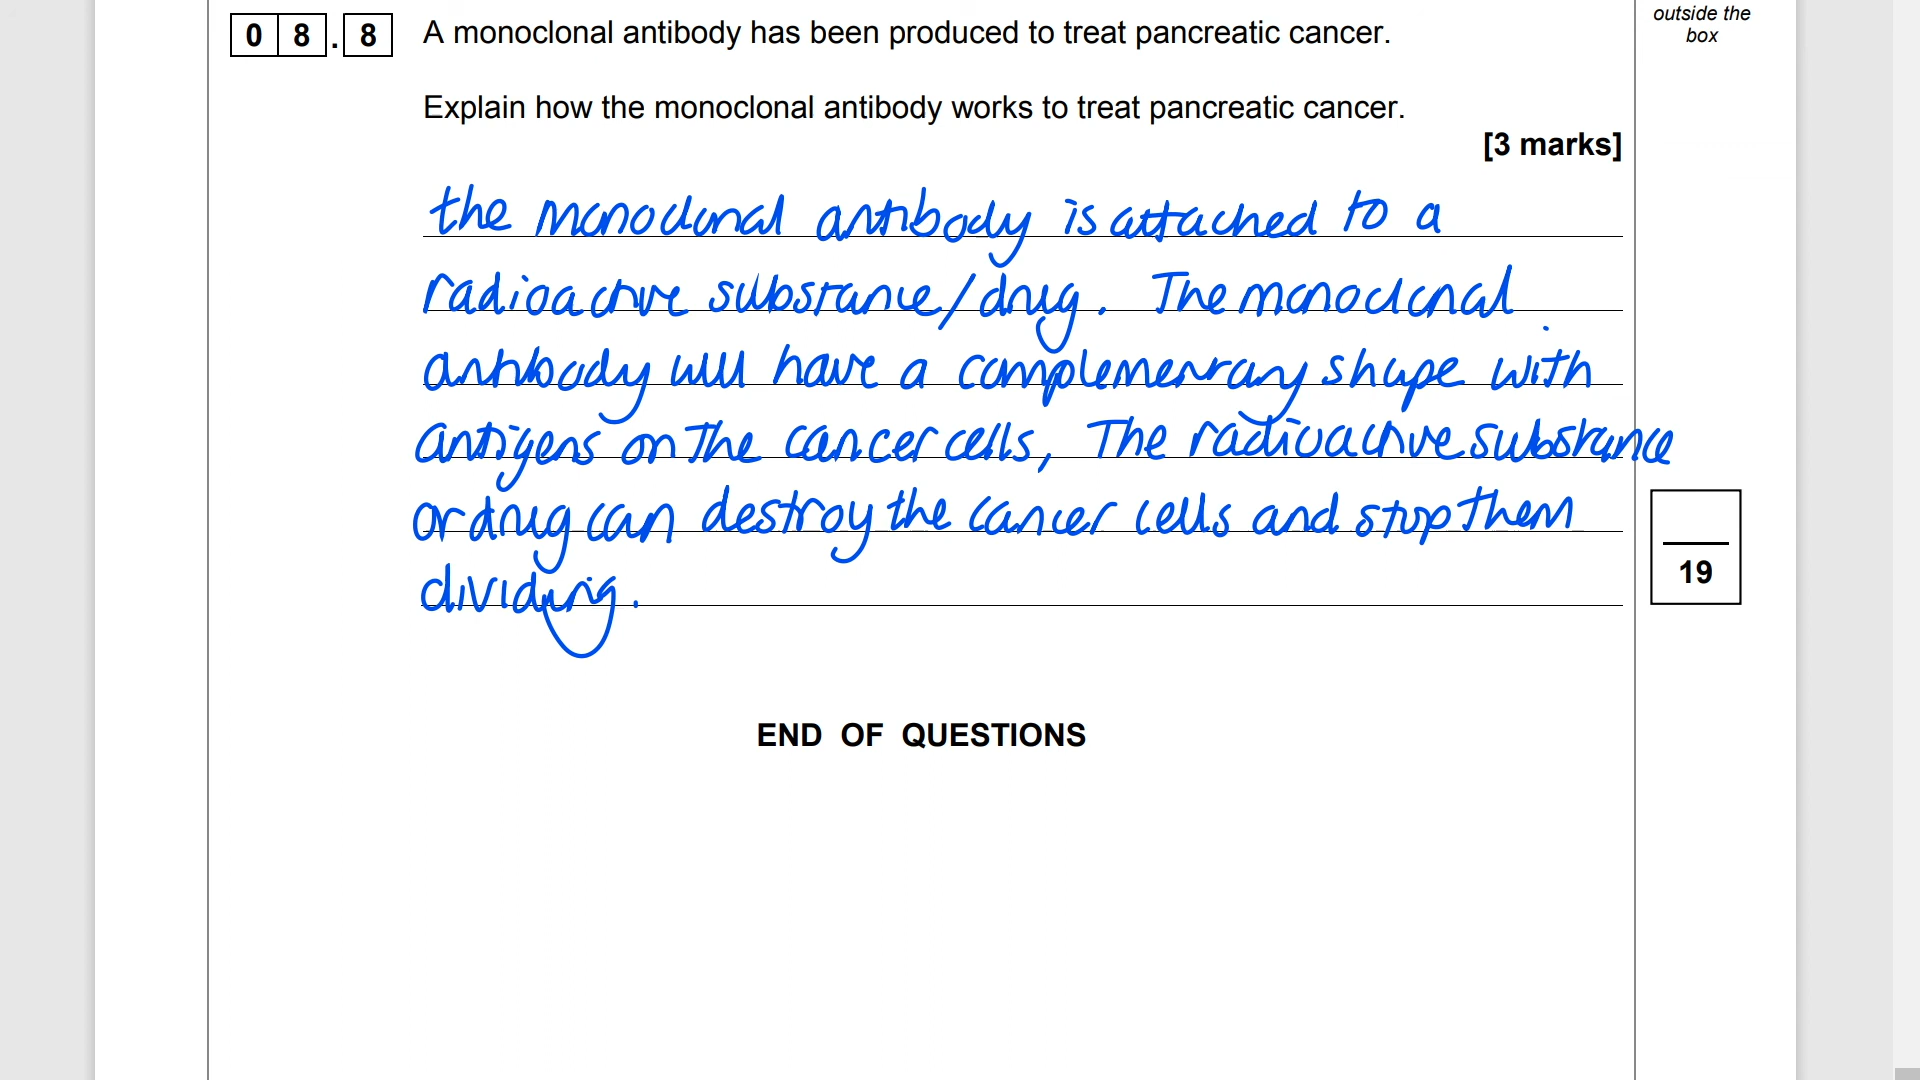 outside the
box
0 8 . 8 A monoclonal antibody has been produced to treat pancreatic cancer.
Explain how the monoclonal antibody works to treat pancreatic cancer.
[3 marks]
the monoclonal antibody is attached to a
radioactive substance/drug. The monoclonal
antibody will have a complementary shape with
antigens on the cancer cells, The radioactive substance
or drug can destroy the cancer cells and stop them
dividing.
19
END OF QUESTIONS